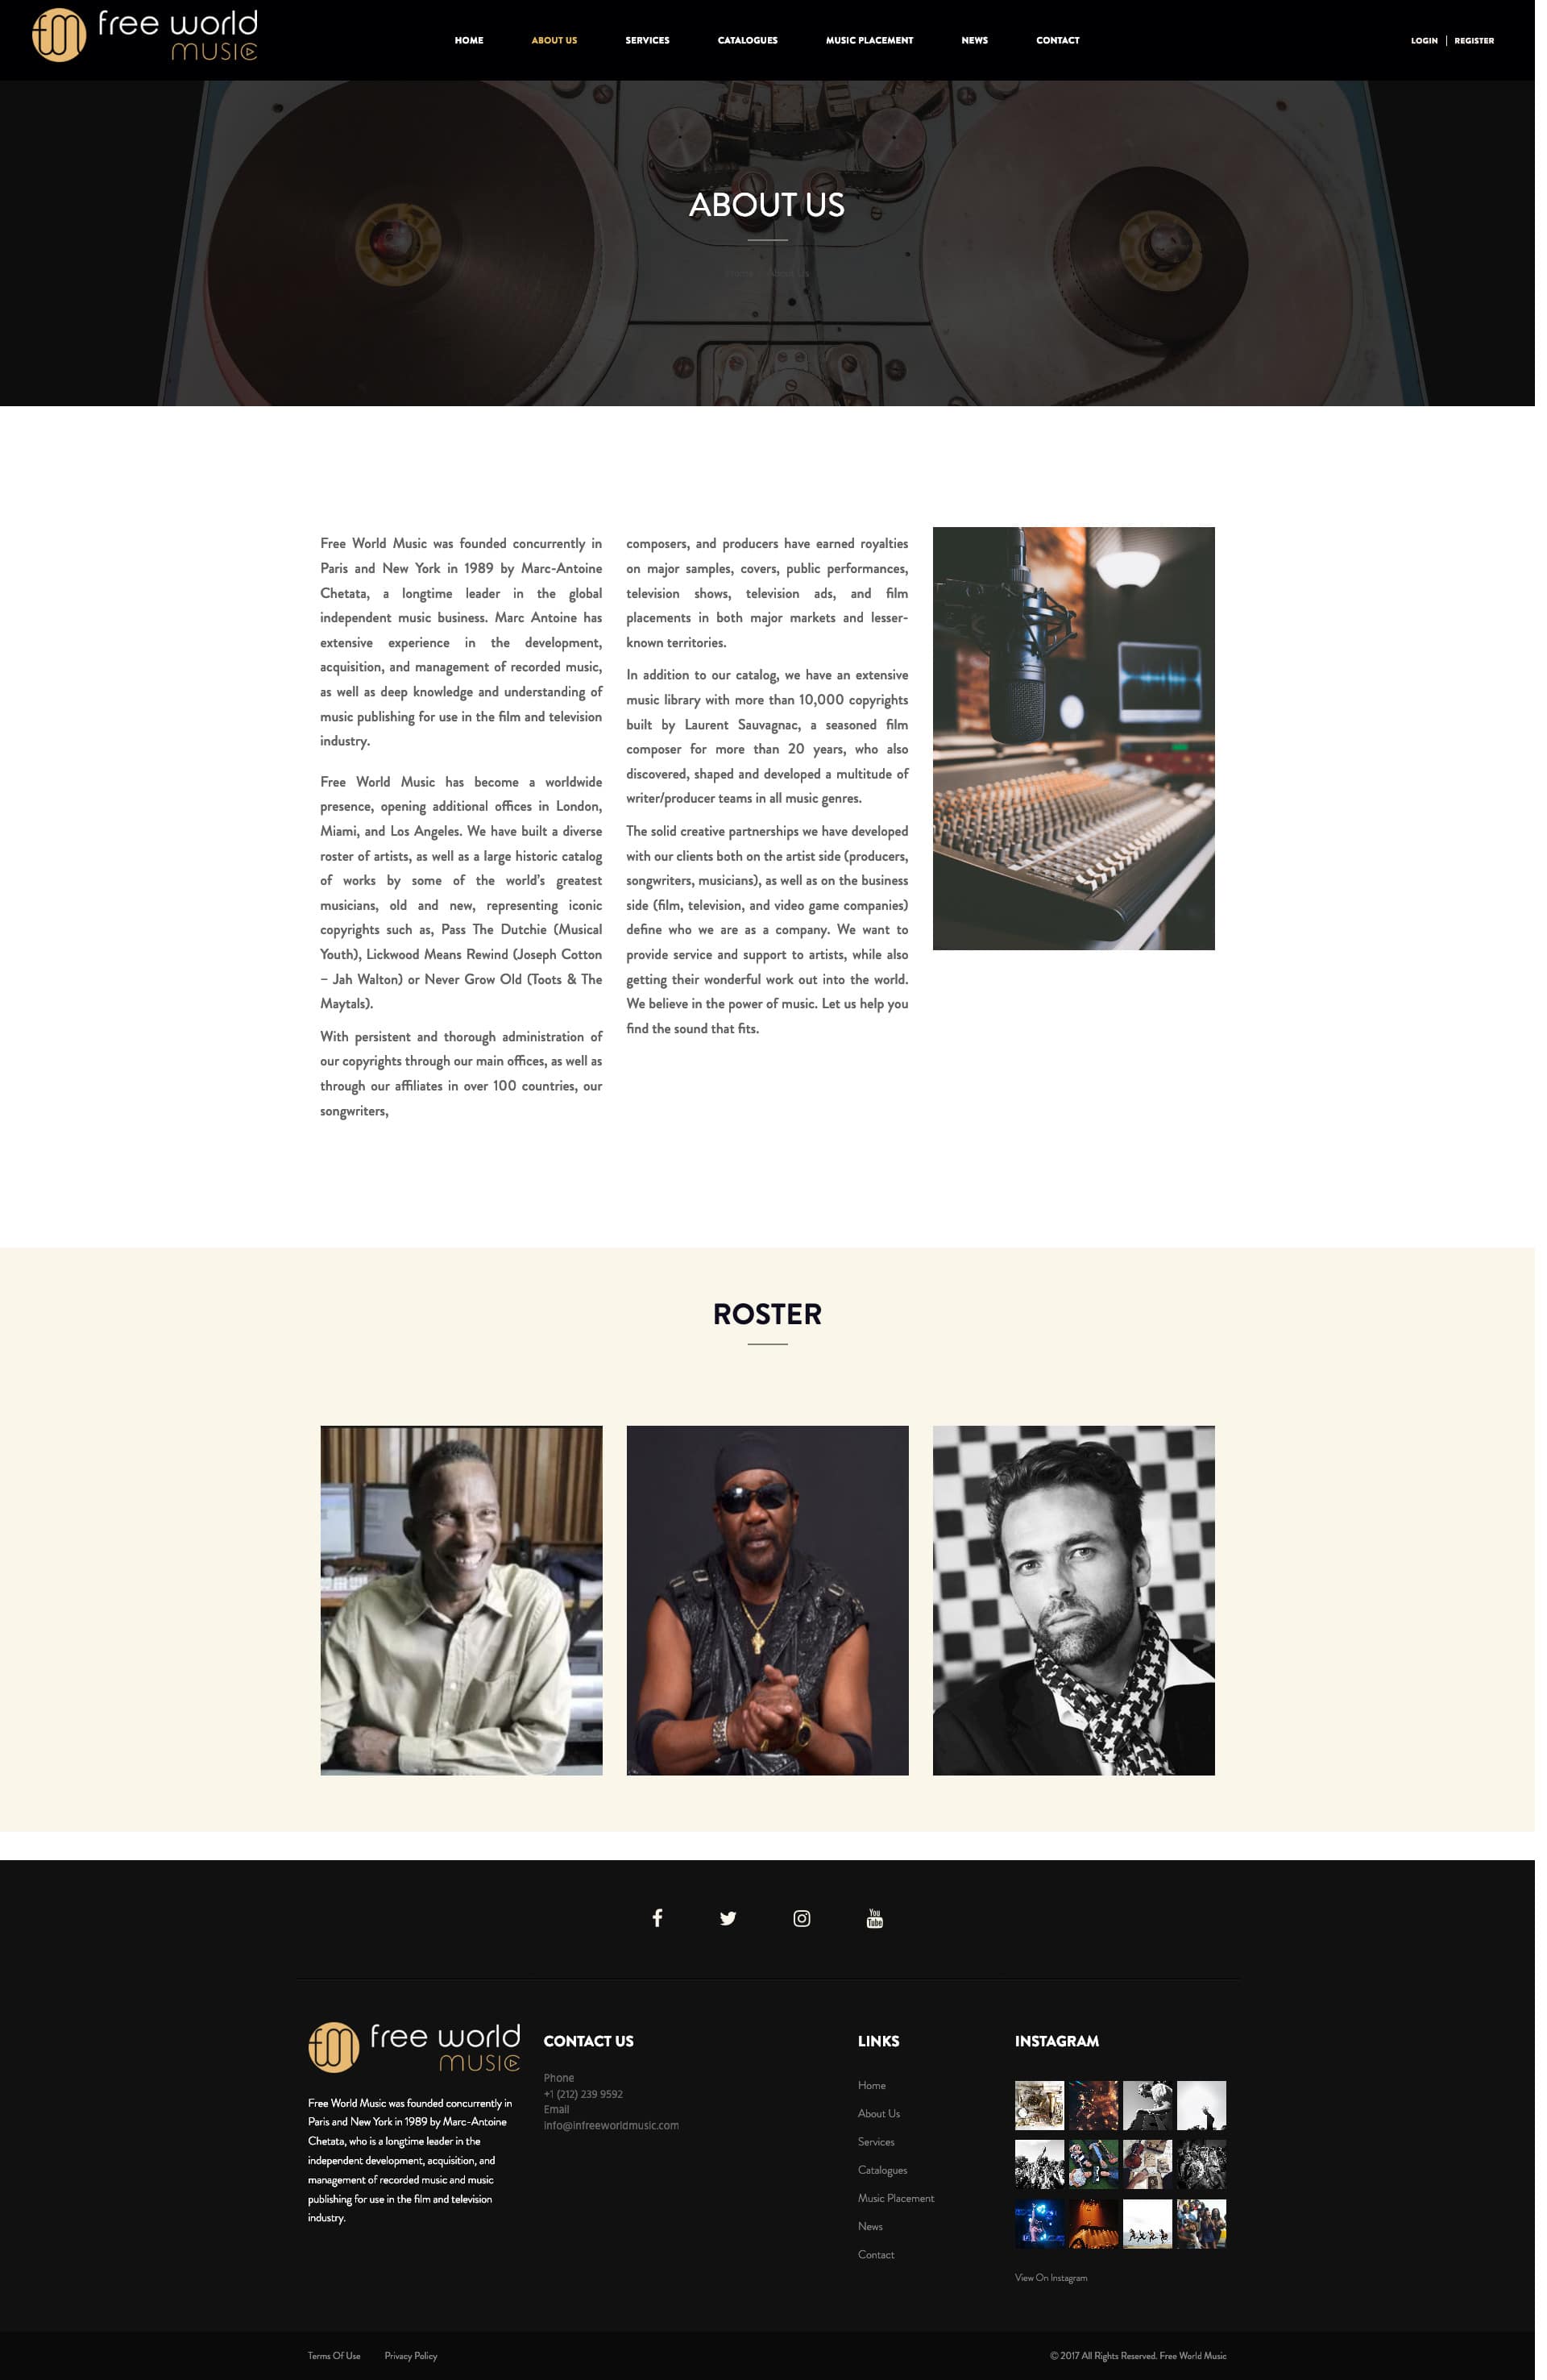 free world
music
HOME
ABOUT US
SERVICES
CATALOGUES
MUSIC PLACEMENT
NEWS
CONTACT
LOGIN | REGISTER
ABOUT US
Home
About Us
Free World Music was founded concurrently in
Paris and New York in 1989 by Marc-Antoine
Chetata, a longtime leader in the global
independent music business. Marc Antoine has
extensive experience in the development,
acquisition, and management of recorded music,
as well as deep knowledge and understanding of
music publishing for use in the film and television
industry.
Free World Music has become a worldwide
presence, opening additional offices in London,
Miami, and Los Angeles. We have built a diverse
roster of artists, as well as a large historic catalog
of works by some of the world's greatest
musicians, old and new, representing iconic
copyrights such as, Pass The Dutchie (Musical
Youth), Lickwood Means Rewind (Joseph Cotton
– Jah Walton) or Never Grow Old (Toots & The
Maytals).
With persistent and thorough administration of
our copyrights through our main offices, as well as
through our affiliates in over 100 countries, our
songwriters,
composers, and producers have earned royalties
on major samples, covers, public performances,
television shows, television ads, and film
placements in both major markets and lesser-
known territories.
In addition to our catalog, we have an extensive
music library with more than 10,000 copyrights
built by Laurent Sauvagnac, a seasoned film
composer for more than 20 years, who also
discovered, shaped and developed a multitude of
writer/producer teams in all music genres.
The solid creative partnerships we have developed
with our clients both on the artist side (producers,
songwriters, musicians), as well as on the business
side (film, television, and video game companies)
define who we are as a company. We want to
provide service and support to artists, while also
getting their wonderful work out into the world.
We believe in the power of music. Let us help you
find the sound that fits.
ROSTER
You
Tube
free world
music
Free World Music was founded concurrently in
Paris and New York in 1989 by Marc-Antoine
Chetata, who is a longtime leader in the
independent development, acquisition, and
management of recorded music and music
publishing for use in the film and television
industry.
CONTACT US
Phone
+1 (212) 239 9592
Email
info@infreeworldmusic.com
LINKS
Home
About Us
Services
Catalogues
Music Placement
News
Contact
INSTAGRAM
View On Instagram
Terms Of Use
Privacy Policy
© 2017 All Rights Reserved. Free World Music